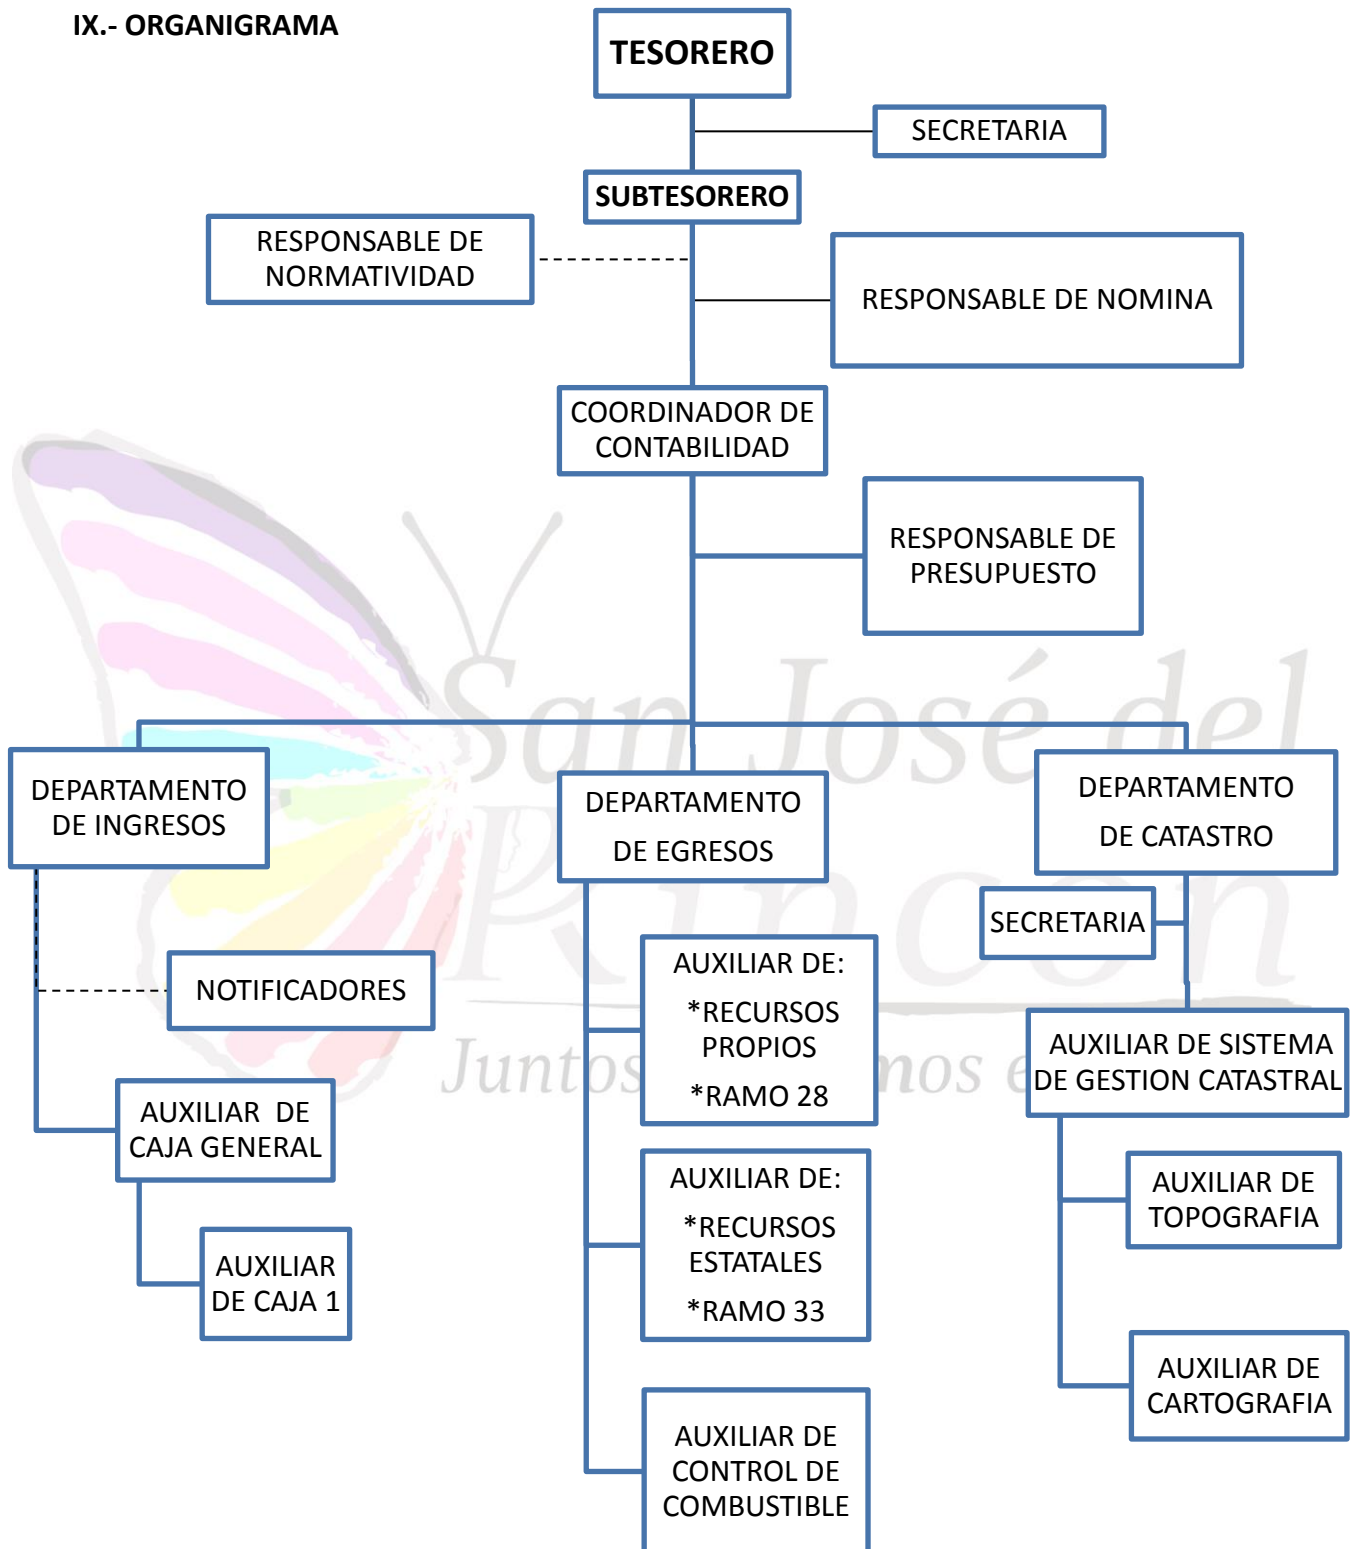 IX.- ORGANIGRAMA
TESORERO
SECRETARIA
SUBTESORERO
RESPONSABLE DE
NORMATIVIDAD
RESPONSABLE DE NOMINA
COORDINADOR DE
CONTABILIDAD
RESPONSABLE DE
PRESUPUESTO
San José del
Rincón
Juntos
DEPARTAMENTO
DE INGRESOS
DEPARTAMENTO
DE EGRESOS
DEPARTAMENTO
DE CATASTRO
SECRETARIA
NOTIFICADORES
AUXILIAR DE
CAJA GENERAL
AUXILIAR
DE CAJA 1
AUXILIAR DE:
*RECURSOS
PROPIOS
*RAMO 28
AUXILIAR DE:
*RECURSOS
ESTATALES
*RAMO 33
AUXILIAR DE
CONTROL DE
COMBUSTIBLE
AUXILIAR DE SISTEMA
DE GESTION CATASTRAL
AUXILIAR DE
TOPOGRAFIA
AUXILIAR DE
CARTOGRAFIA